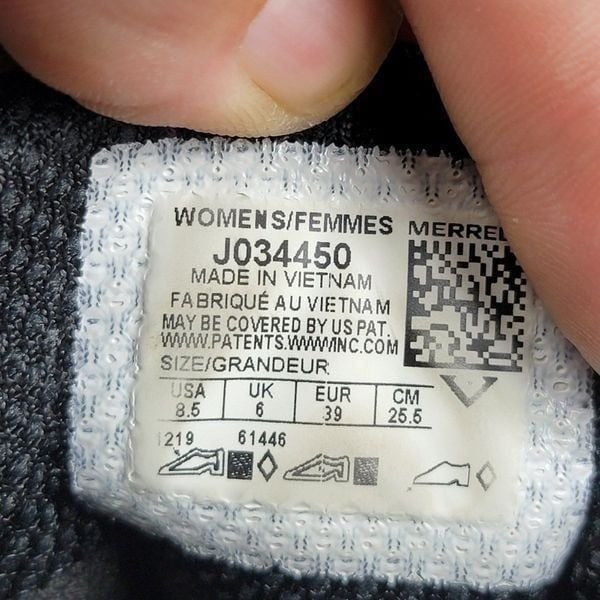 WOMENS/FEMMES MERREL
J034450
MADE IN VIETNAM
FABRIQUÉ AU VIETNAM
MAY BE COVERED BY US PAT.
WWW.PATENTS.WWWINC.COM
SIZE/GRANDEUR
USA UK EUR CM
8.5 6 39 25.5
1219 61446